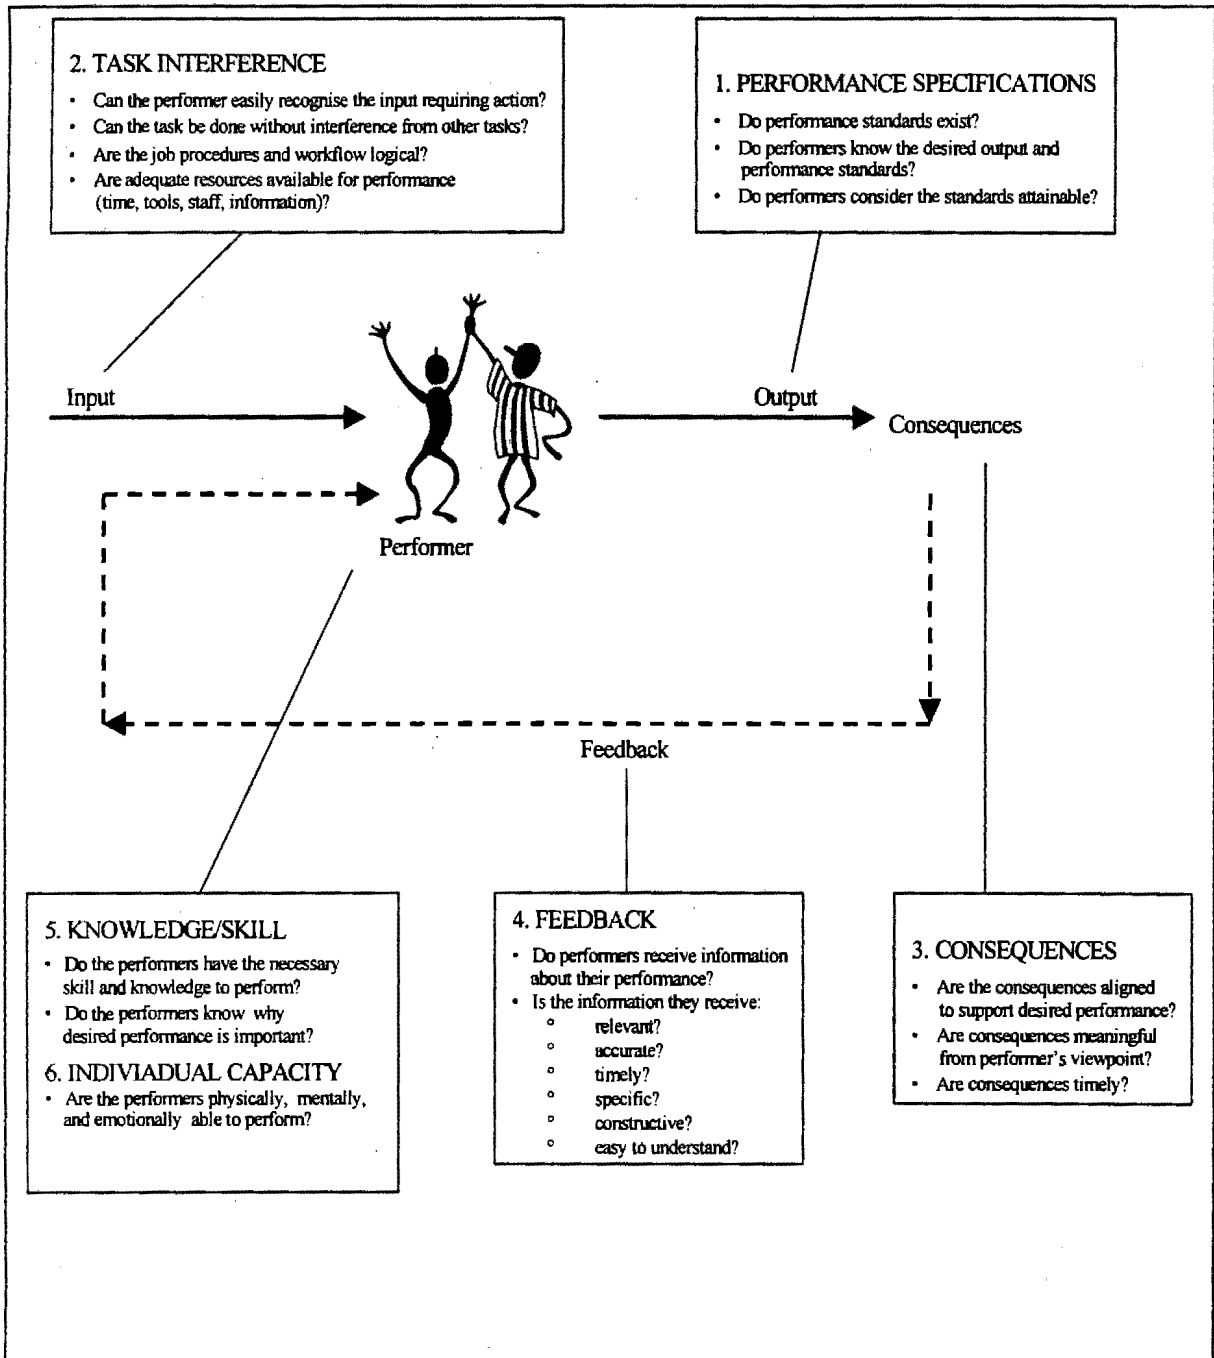 2. TASK INTERFERENCE
• Can the performer easily recognise the input requiring action?
• Can the task be done without interference from other tasks?
• Are the job procedures and workflow logical?
• Are adequate resources available for performance
(time, tools, staff, information)?
1. PERFORMANCE SPECIFICATIONS
• Do performance standards exist?
• Do performers know the desired output and
performance standards?
• Do performers consider the standards attainable?
Input
Output
Consequences
Performer
Feedback
5. KNOWLEDGE/SKILL
• Do the performers have the necessary
skill and knowledge to perform?
• Do the performers know why
desired performance is important?
6. INDIVIADUAL CAPACITY
• Are the performers physically, mentally,
and emotionally able to perform?
4. FEEDBACK
• Do performers receive information
about their performance?
• Is the information they receive:
° relevant?
° accurate?
° timely?
° specific?
° constructive?
° easy to understand?
3. CONSEQUENCES
• Are the consequences aligned
to support desired performance?
• Are consequences meaningful
from performer's viewpoint?
• Are consequences timely?